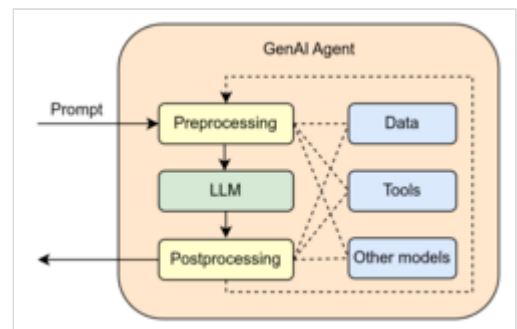 GenAI Agent
Prompt
Preprocessing
Data
LLM
Tools
Postprocessing
Other models